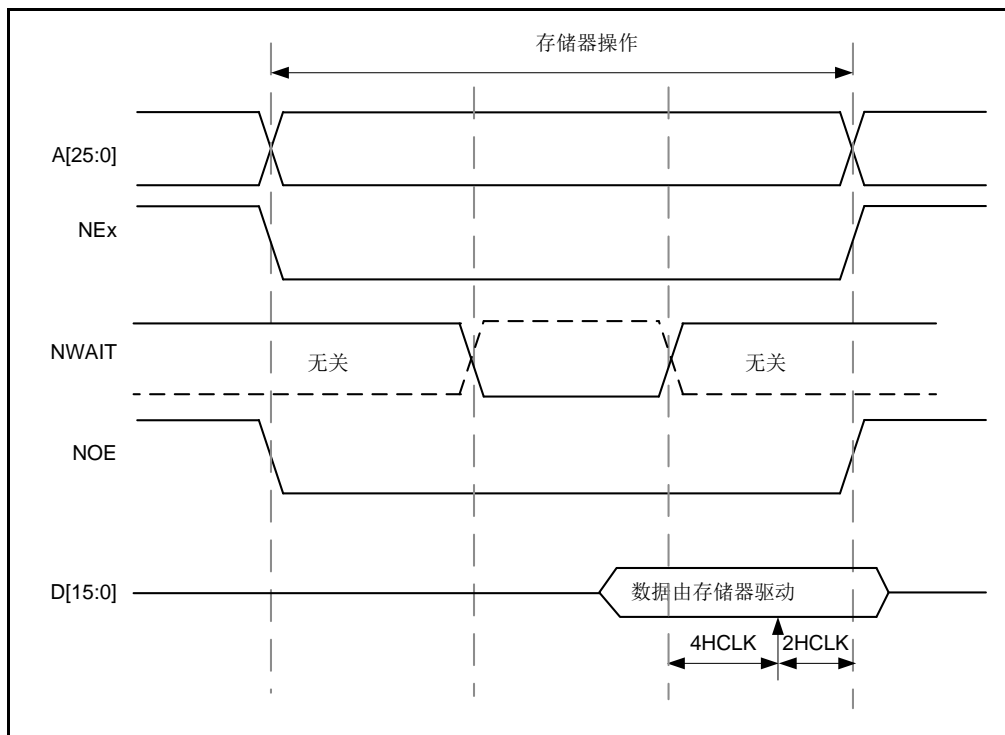 存储器操作
A[25:0]
NEx
NWAIT
无关
无关
NOE
D[15:0]
数据由存储器驱动
4HCLK
2HCLK